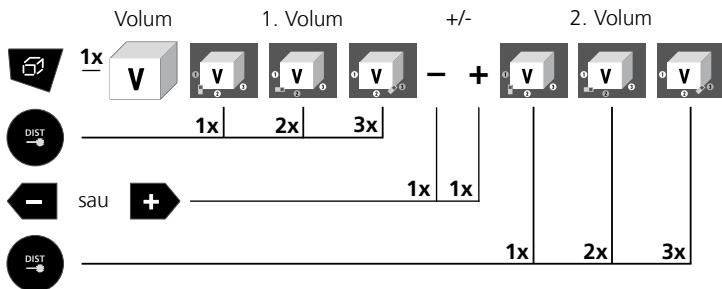 Volum 1. Volum +/- 2. Volum
1x V V V V − + V V V
DIST 1x 2x 3x
− sau + 1x 1x
DIST 1x 2x 3x